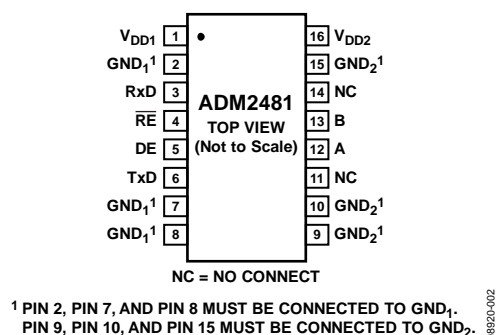 VDD1 1
GND1¹ 2
RxD 3
R̅E̅ 4
DE 5
TxD 6
GND1¹ 7
GND1¹ 8
ADM2481
TOP VIEW
(Not to Scale)
16 VDD2
15 GND2¹
14 NC
13 B
12 A
11 NC
10 GND2¹
9 GND2¹
NC = NO CONNECT
¹ PIN 2, PIN 7, AND PIN 8 MUST BE CONNECTED TO GND1.
PIN 9, PIN 10, AND PIN 15 MUST BE CONNECTED TO GND2.